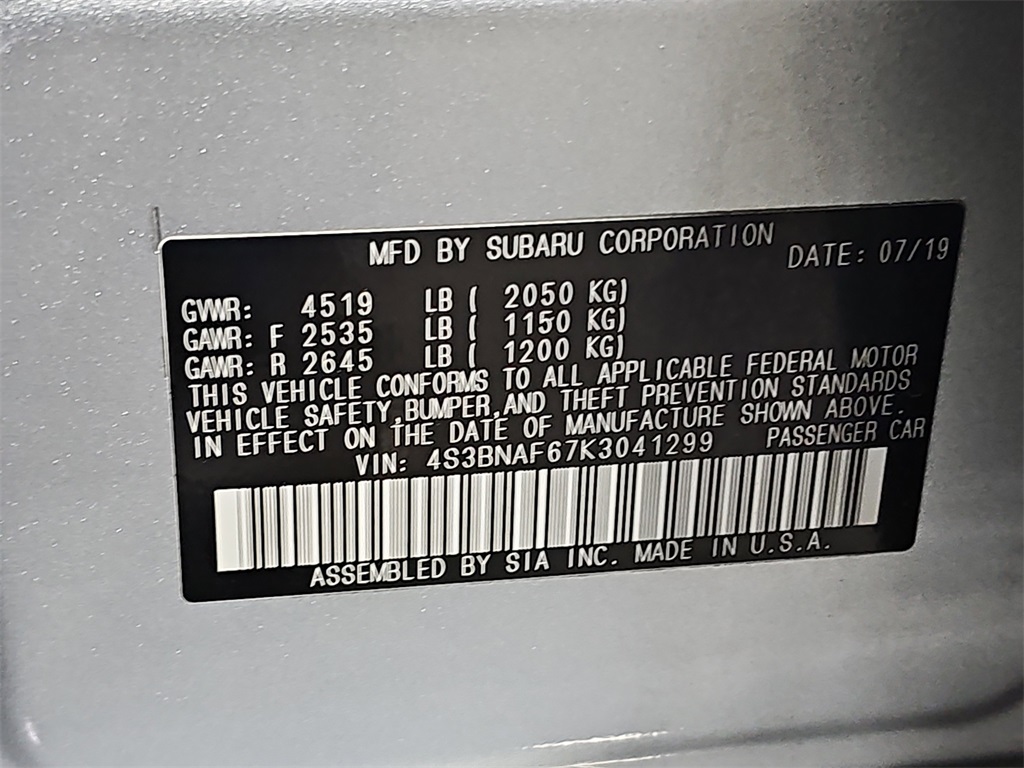 MFD BY SUBARU CORPORATION DATE: 07/19
GVWR: 4519 LB ( 2050 KG)
GAWR: F 2535 LB ( 1150 KG)
GAWR: R 2645 LB ( 1200 KG)
THIS VEHICLE CONFORMS TO ALL APPLICABLE FEDERAL MOTOR
VEHICLE SAFETY,BUMPER,AND THEFT PREVENTION STANDARDS
IN EFFECT ON THE DATE OF MANUFACTURE SHOWN ABOVE.
VIN: 4S3BNAF67K3041299 PASSENGER CAR
ASSEMBLED BY SIA INC. MADE IN U.S.A.